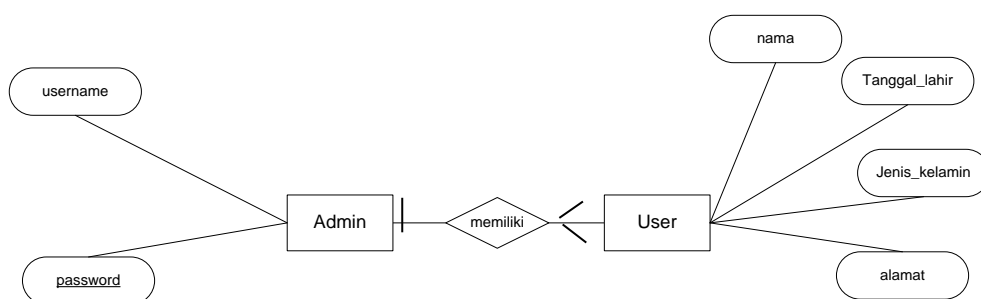 nama
Tanggal_lahir
username
Jenis_kelamin
Admin
memiliki
User
password
alamat